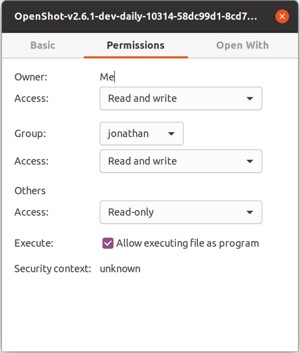 OpenShot-v2.6.1-dev-daily-10314-58dc99d1-8cd7...
Basic Permissions Open With
Owner: Me
Access: Read and write
Group: jonathan
Access: Read and write
Others
Access: Read-only
Execute: Allow executing file as program
Security context: unknown